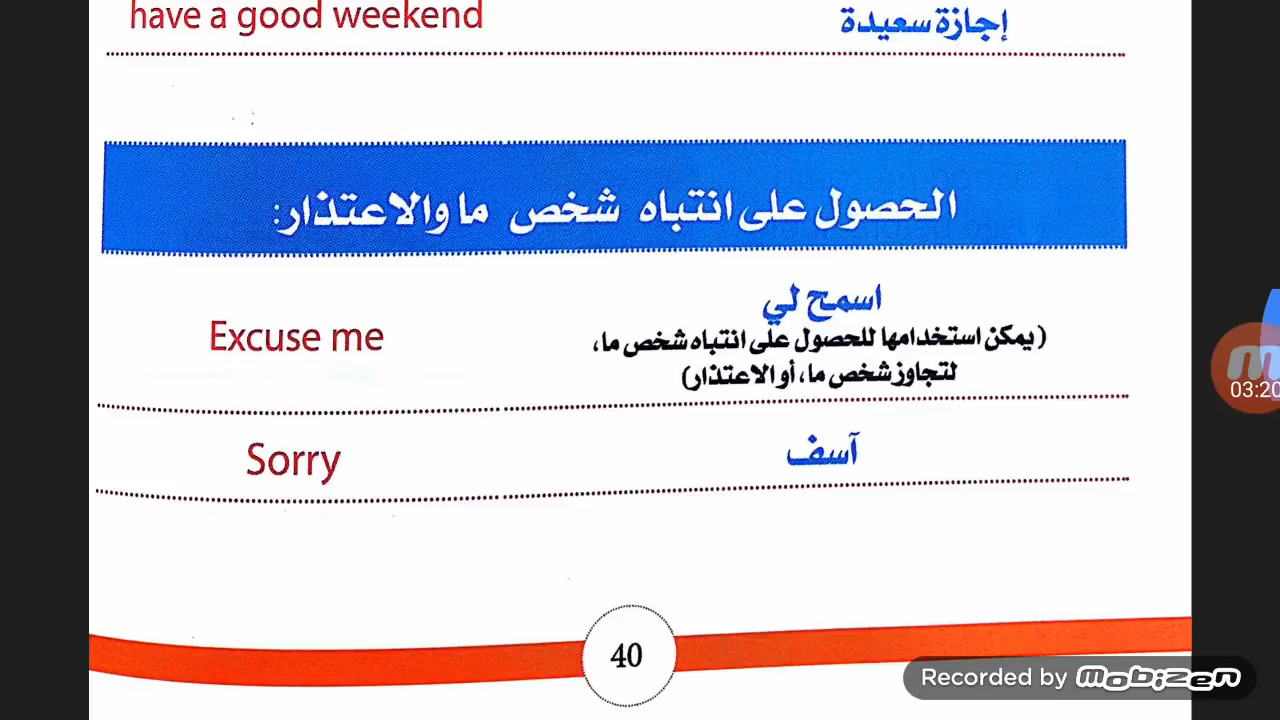 have a good weekend
إجازة سعيدة
الحصول على انتباه شخص ما والاعتذار:
Excuse me
اسمح لي
(يمكن استخدامها للحصول على انتباه شخص ما،
لتجاوز شخص ما، أو الاعتذار)
Sorry
آسف
40
03:20
Recorded by mobizen